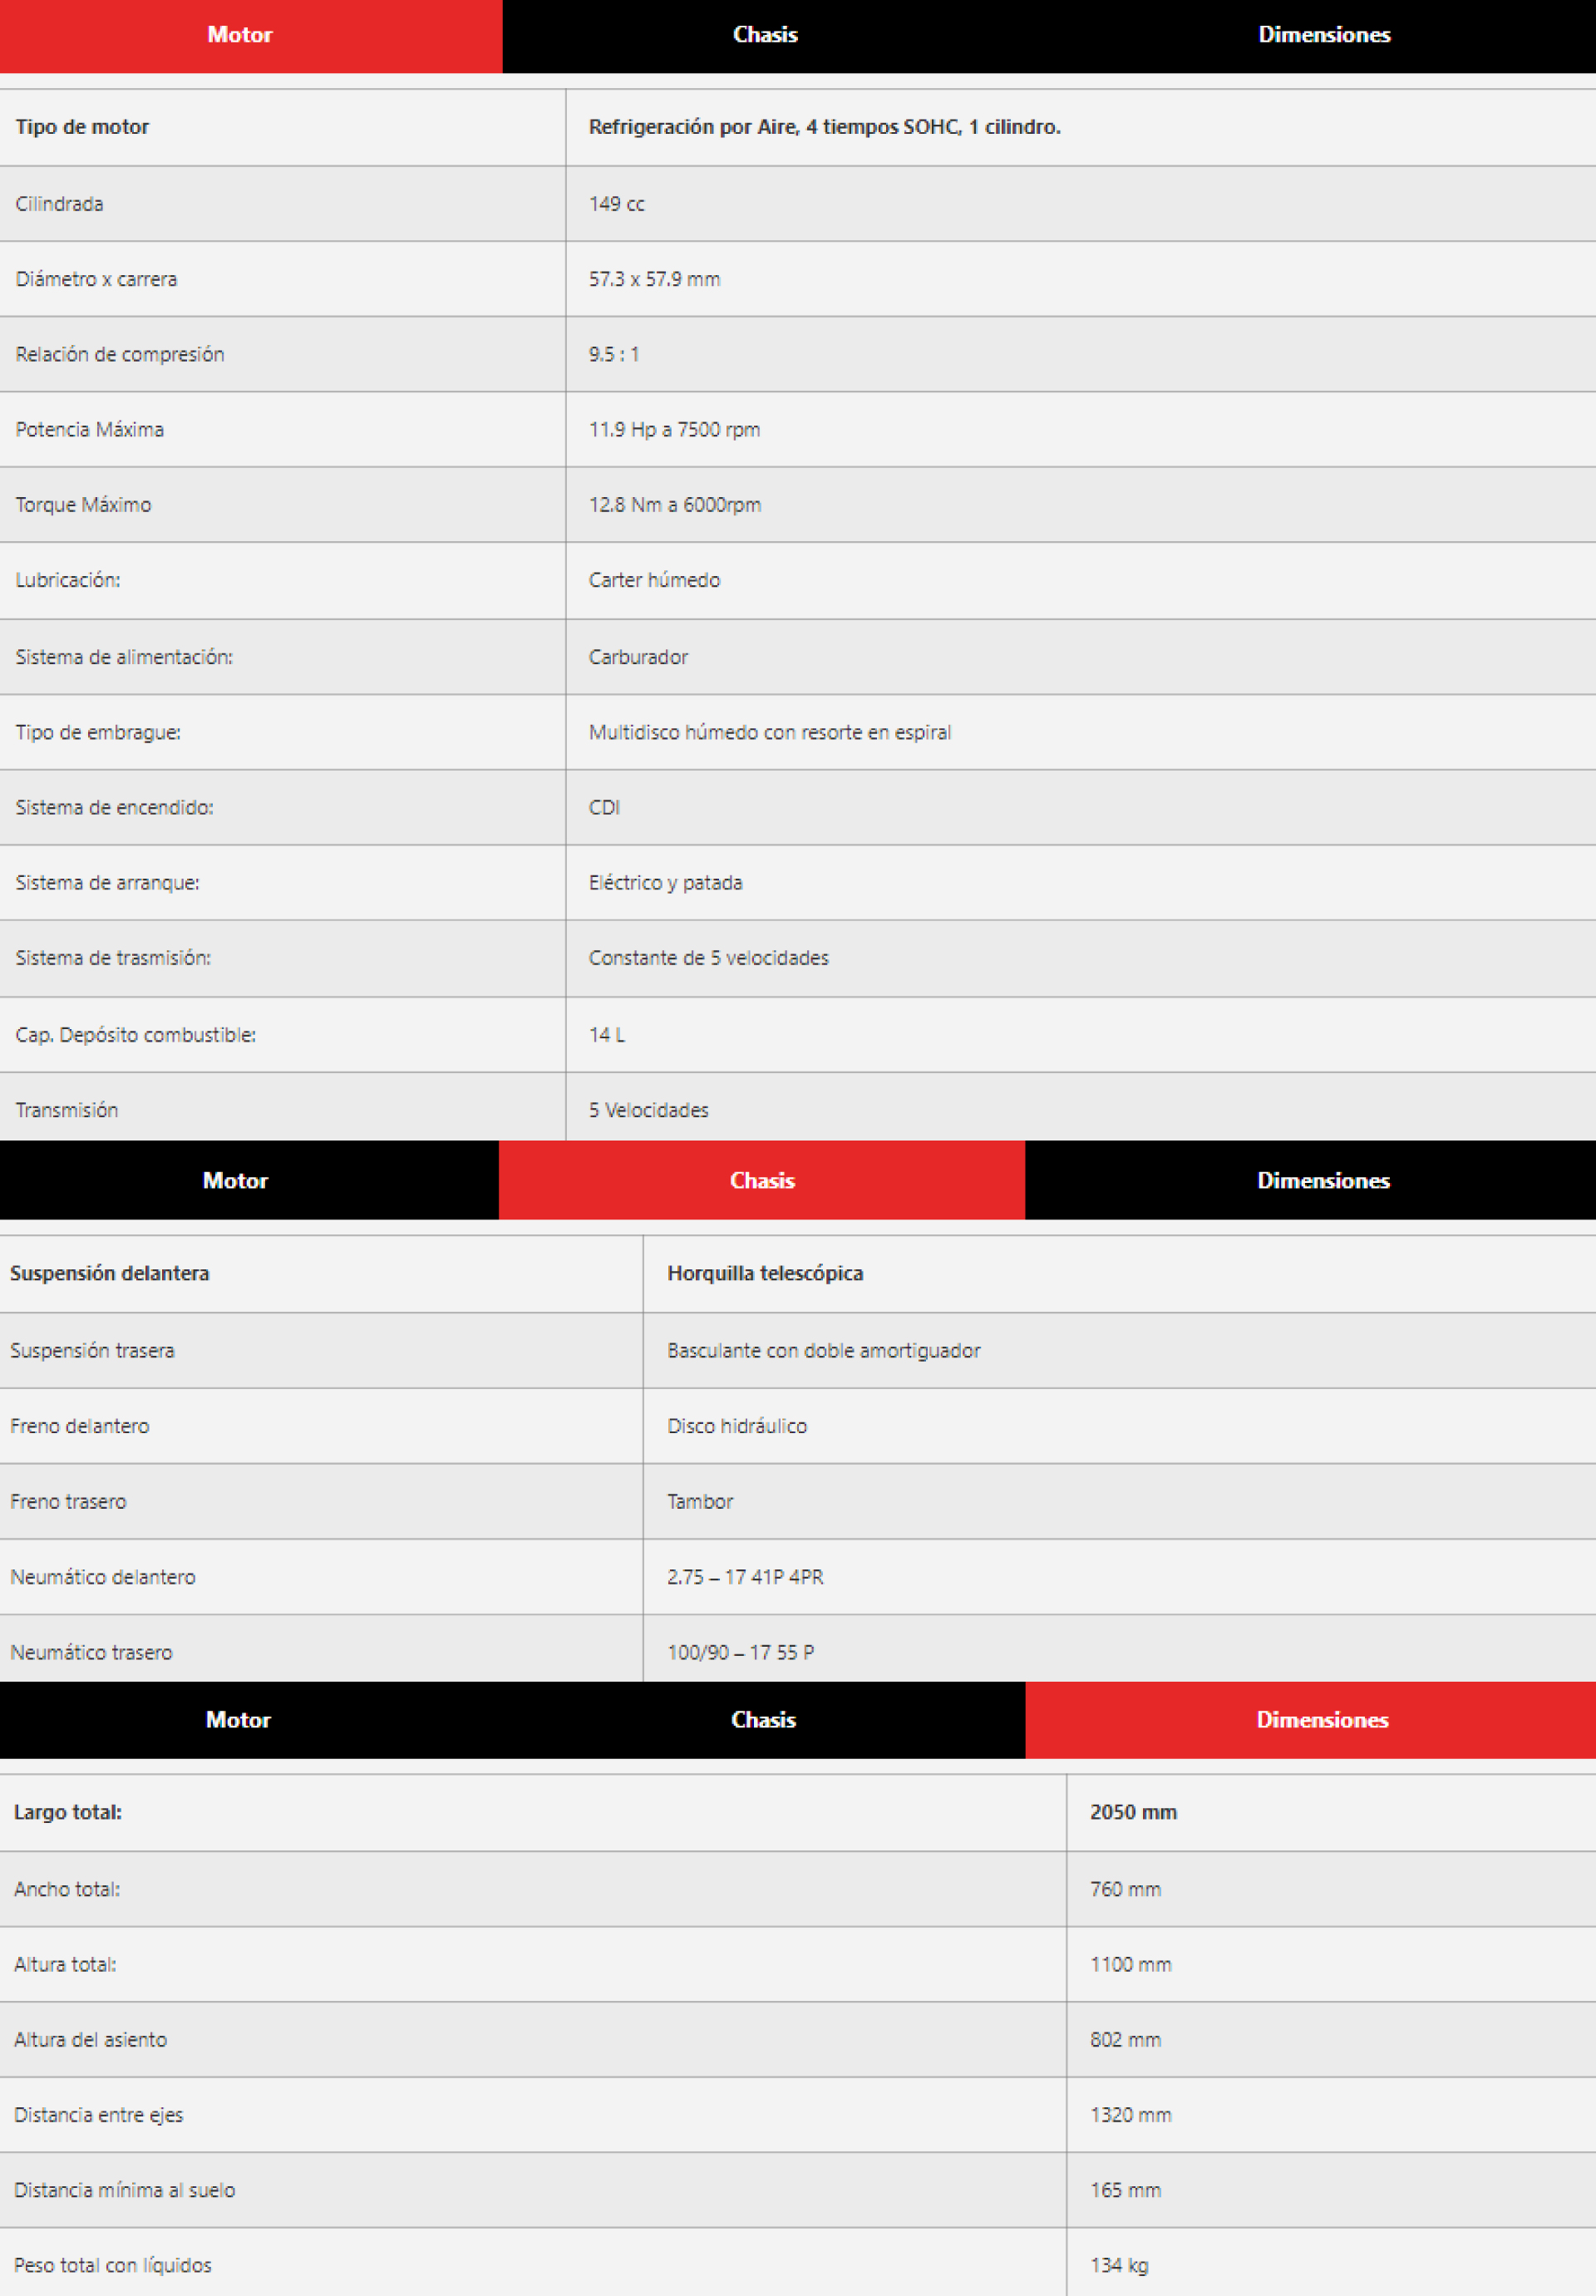 Motor Chasis Dimensiones
Tipo de motor Refrigeración por Aire, 4 tiempos SOHC, 1 cilindro.
Cilindrada 149 cc
Diámetro x carrera 57.3 x 57.9 mm
Relación de compresión 9.5 : 1
Potencia Máxima 11.9 Hp a 7500 rpm
Torque Máximo 12.8 Nm a 6000rpm
Lubricación: Carter húmedo
Sistema de alimentación: Carburador
Tipo de embrague: Multidisco húmedo con resorte en espiral
Sistema de encendido: CDI
Sistema de arranque: Eléctrico y patada
Sistema de trasmisión: Constante de 5 velocidades
Cap. Depósito combustible: 14 L
Transmisión 5 Velocidades
Motor Chasis Dimensiones
Suspensión delantera Horquilla telescópica
Suspensión trasera Basculante con doble amortiguador
Freno delantero Disco hidráulico
Freno trasero Tambor
Neumático delantero 2.75 – 17 41P 4PR
Neumático trasero 100/90 – 17 55 P
Motor Chasis Dimensiones
Largo total: 2050 mm
Ancho total: 760 mm
Altura total: 1100 mm
Altura del asiento 802 mm
Distancia entre ejes 1320 mm
Distancia mínima al suelo 165 mm
Peso total con líquidos 134 kg